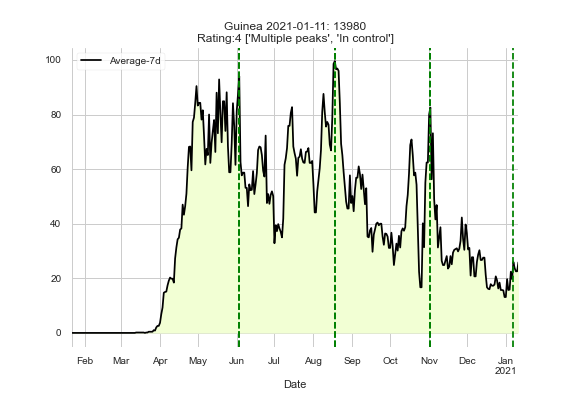 Guinea 2021-01-11: 13980
Rating:4 ['Multiple peaks', 'In control']
Average-7d
100
80
60
40
20
0
Feb Mar Apr May Jun Jul Aug Sep Oct Nov Dec Jan
2021
Date